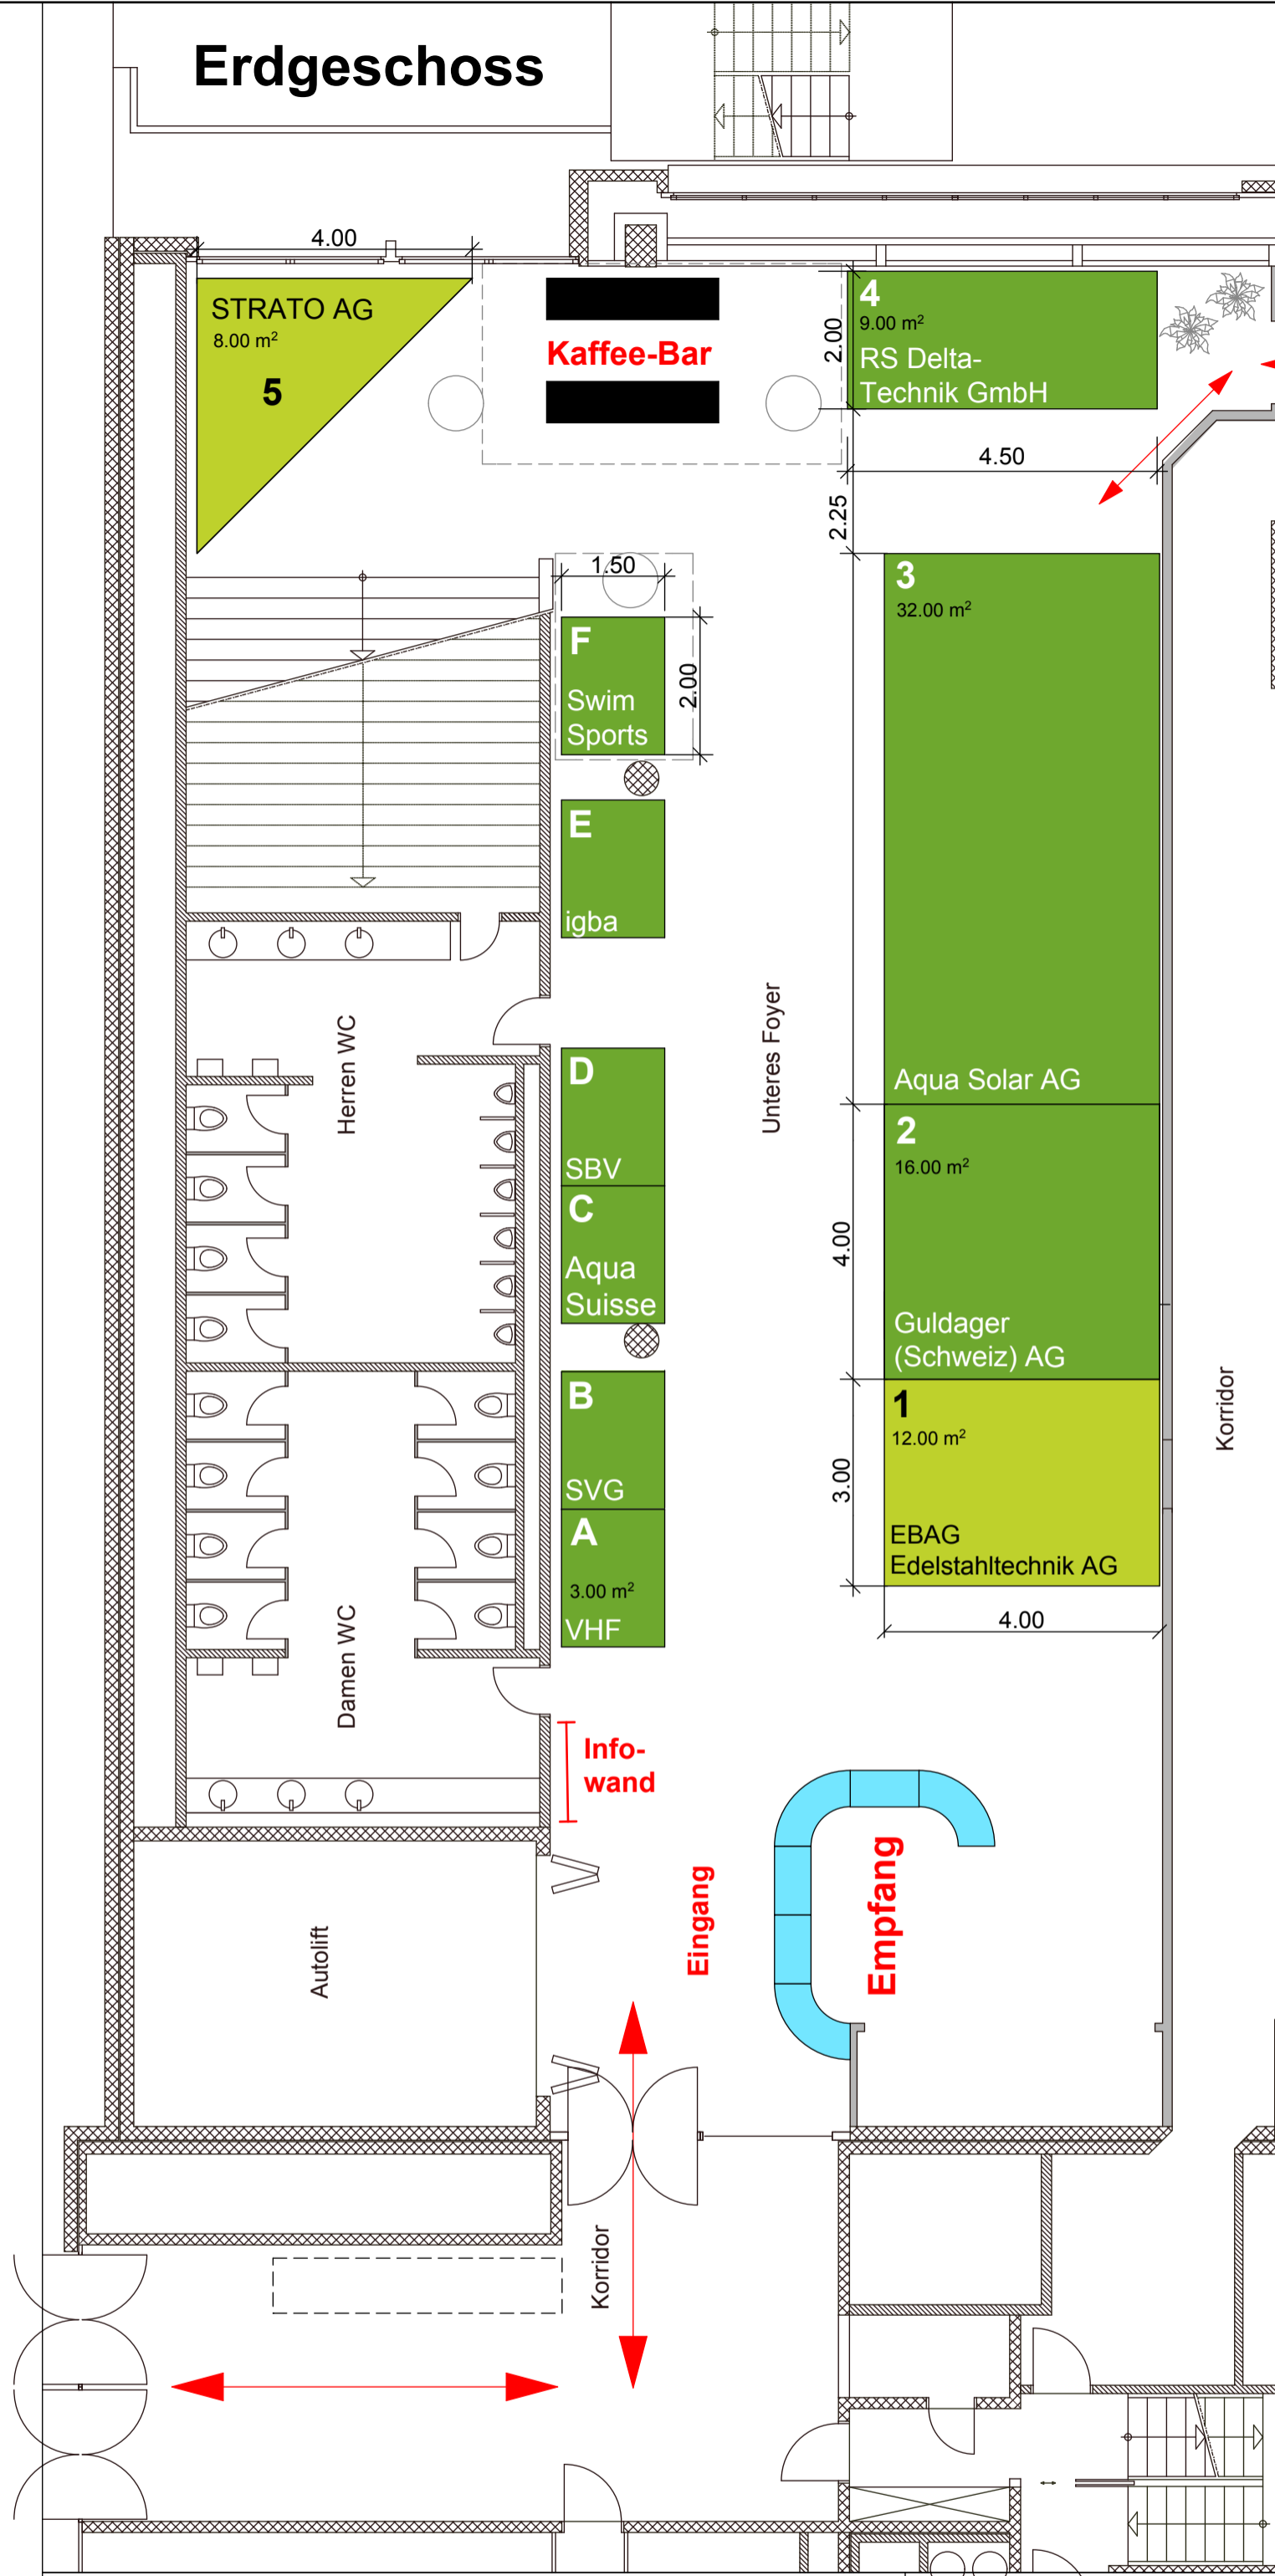 Erdgeschoss
4.00
STRATO AG
8.00 m²
5
Kaffee-Bar
2.00
4
9.00 m²
RS Delta-
Technik GmbH
4.50
2.25
1.50
F
Swim
Sports
2.00
3
32.00 m²
Aqua Solar AG
E
igba
Herren WC
Unteres Foyer
D
SBV
C
Aqua
Suisse
2
16.00 m²
Guldager
(Schweiz) AG
4.00
B
SVG
A
3.00 m²
VHF
1
12.00 m²
EBAG
Edelstahltechnik AG
3.00
4.00
Korridor
Damen WC
Info-
wand
Eingang
Empfang
Autolift
Korridor